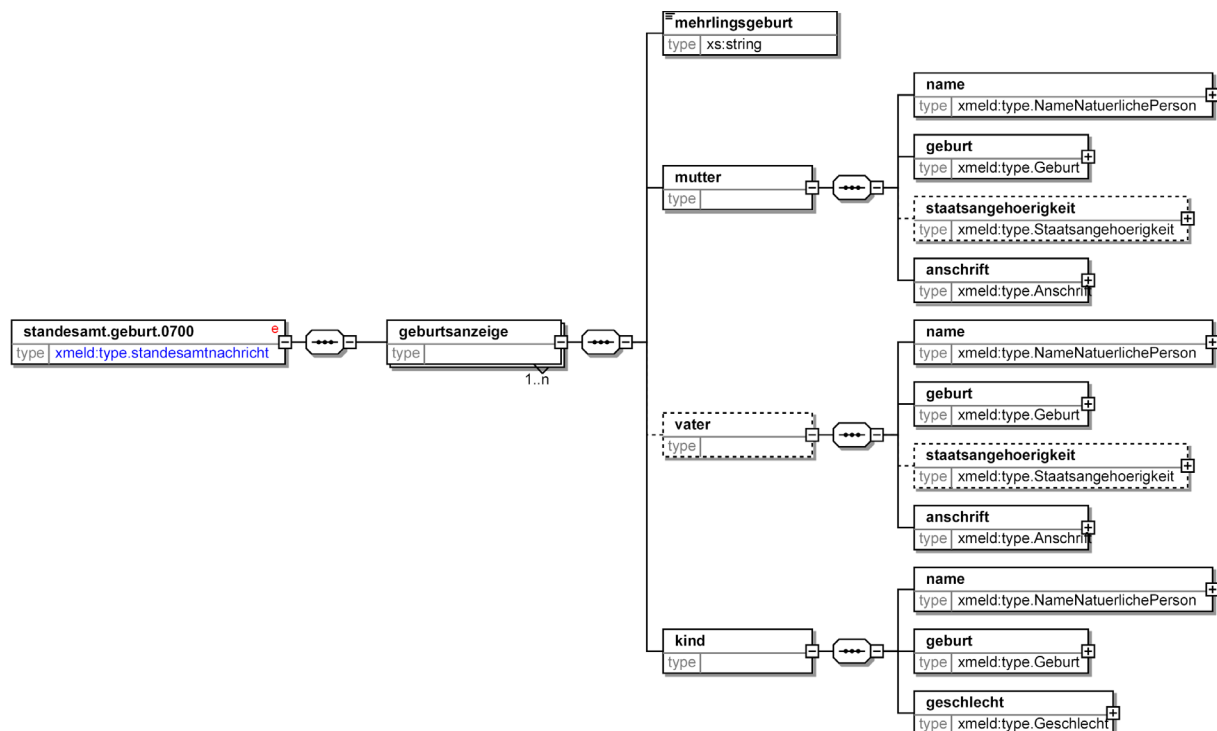 mehrlingsgeburt
type xs:string
name
type xmeld:type.NameNatuerlichePerson
geburt
type xmeld:type.Geburt
mutter
type
staatsangehoerigkeit
type xmeld:type.Staatsangehoerigkeit
anschrift
type xmeld:type.Anschrift
standesamt.geburt.0700 e
type xmeld:type.standesamtnachricht
geburtsanzeige
type
1..n
name
type xmeld:type.NameNatuerlichePerson
geburt
type xmeld:type.Geburt
vater
type
staatsangehoerigkeit
type xmeld:type.Staatsangehoerigkeit
anschrift
type xmeld:type.Anschrift
name
type xmeld:type.NameNatuerlichePerson
kind
type
geburt
type xmeld:type.Geburt
geschlecht
type xmeld:type.Geschlecht